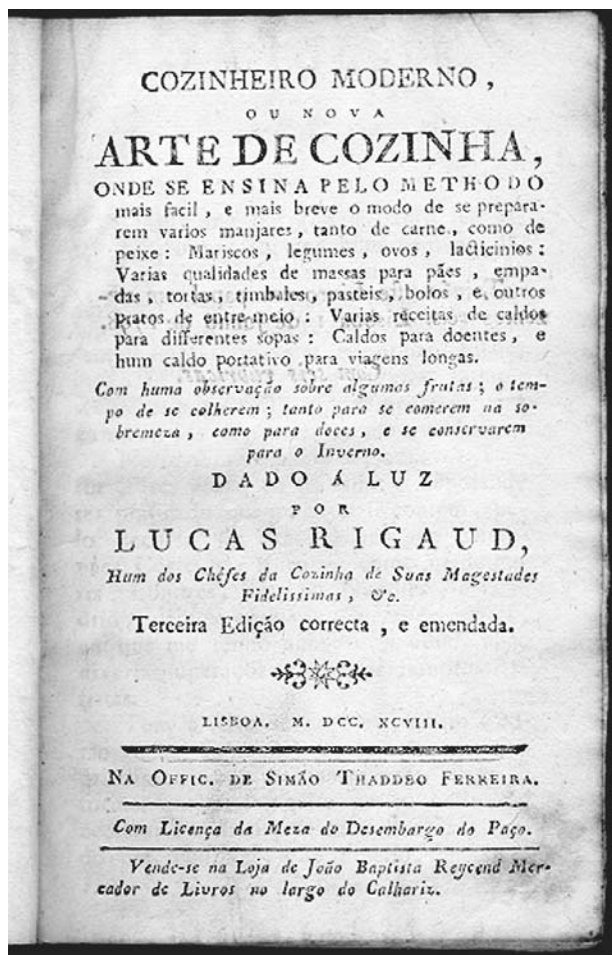 COZINHEIRO MODERNO,
OU NOVA
ARTE DE COZINHA,
ONDE SE ENSINA PELO METHODO
mais facil, e mais breve o modo de se prepara-
rem varios manjares, tanto de carne, como de
peixe: Mariscos, legumes, ovos, lacticinios:
Varias qualidades de massas para pães, empa-
das, tortas, timbales, pasteis, bolos, e outros
pratos de entre-meio: Varias receitas de caldos
para differentes sopas: Caldos para doentes, e
hum caldo portativo para viagens longas.
Com huma observação sobre algumas frutas; o tem-
po de se colherem; tanto para se comerem na so-
bremeza, como para doces, e se conservarem
para o Inverno.
DADO Á LUZ
POR
LUCAS RIGAUD,
Hum dos Chéfes da Cozinha de Suas Magestades
Fidelissimas, &c.
Terceira Edição correcta, e emendada.
LISBOA. M. DCC. XCVIII.
NA OFFIC. DE SIMÃO THADDEO FERREIRA.
Com Licença da Meza do Desembargo do Paço.
Vende-se na Loja de João Baptista Reycend Mer-
cador de Livros no largo do Calhariz.